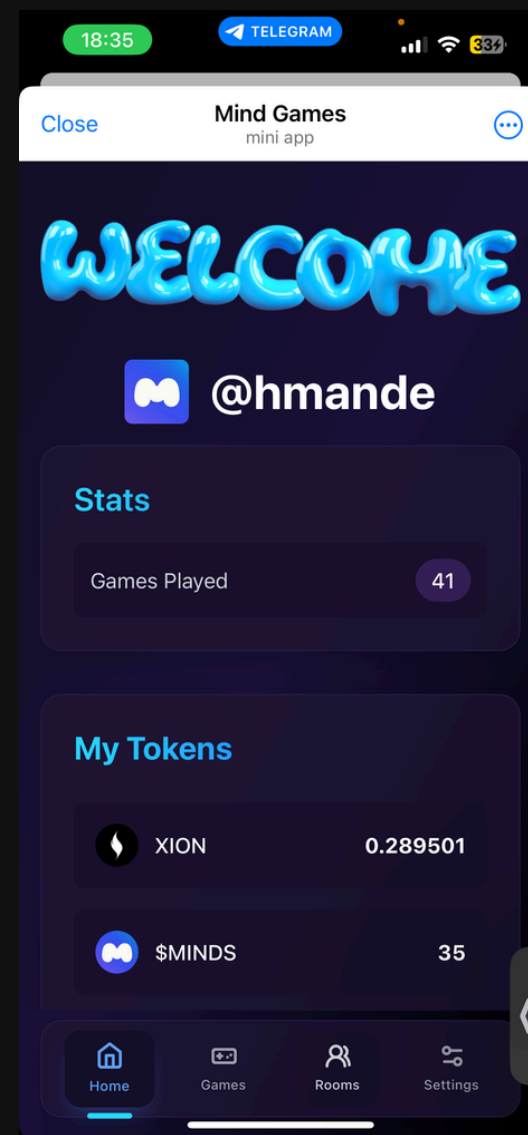 18:35
TELEGRAM
33
Close
Mind Games
mini app
WELCOME
@hmande
Stats
Games Played
41
My Tokens
XION
0.289501
$MINDS
35
Home
Games
Rooms
Settings